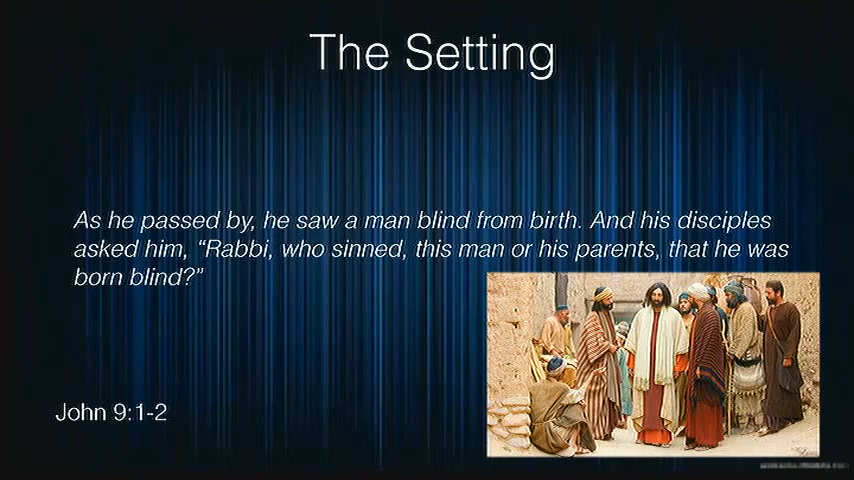 The Setting
As he passed by, he saw a man blind from birth. And his disciples
asked him, “Rabbi, who sinned, this man or his parents, that he was
born blind?”
John 9:1-2